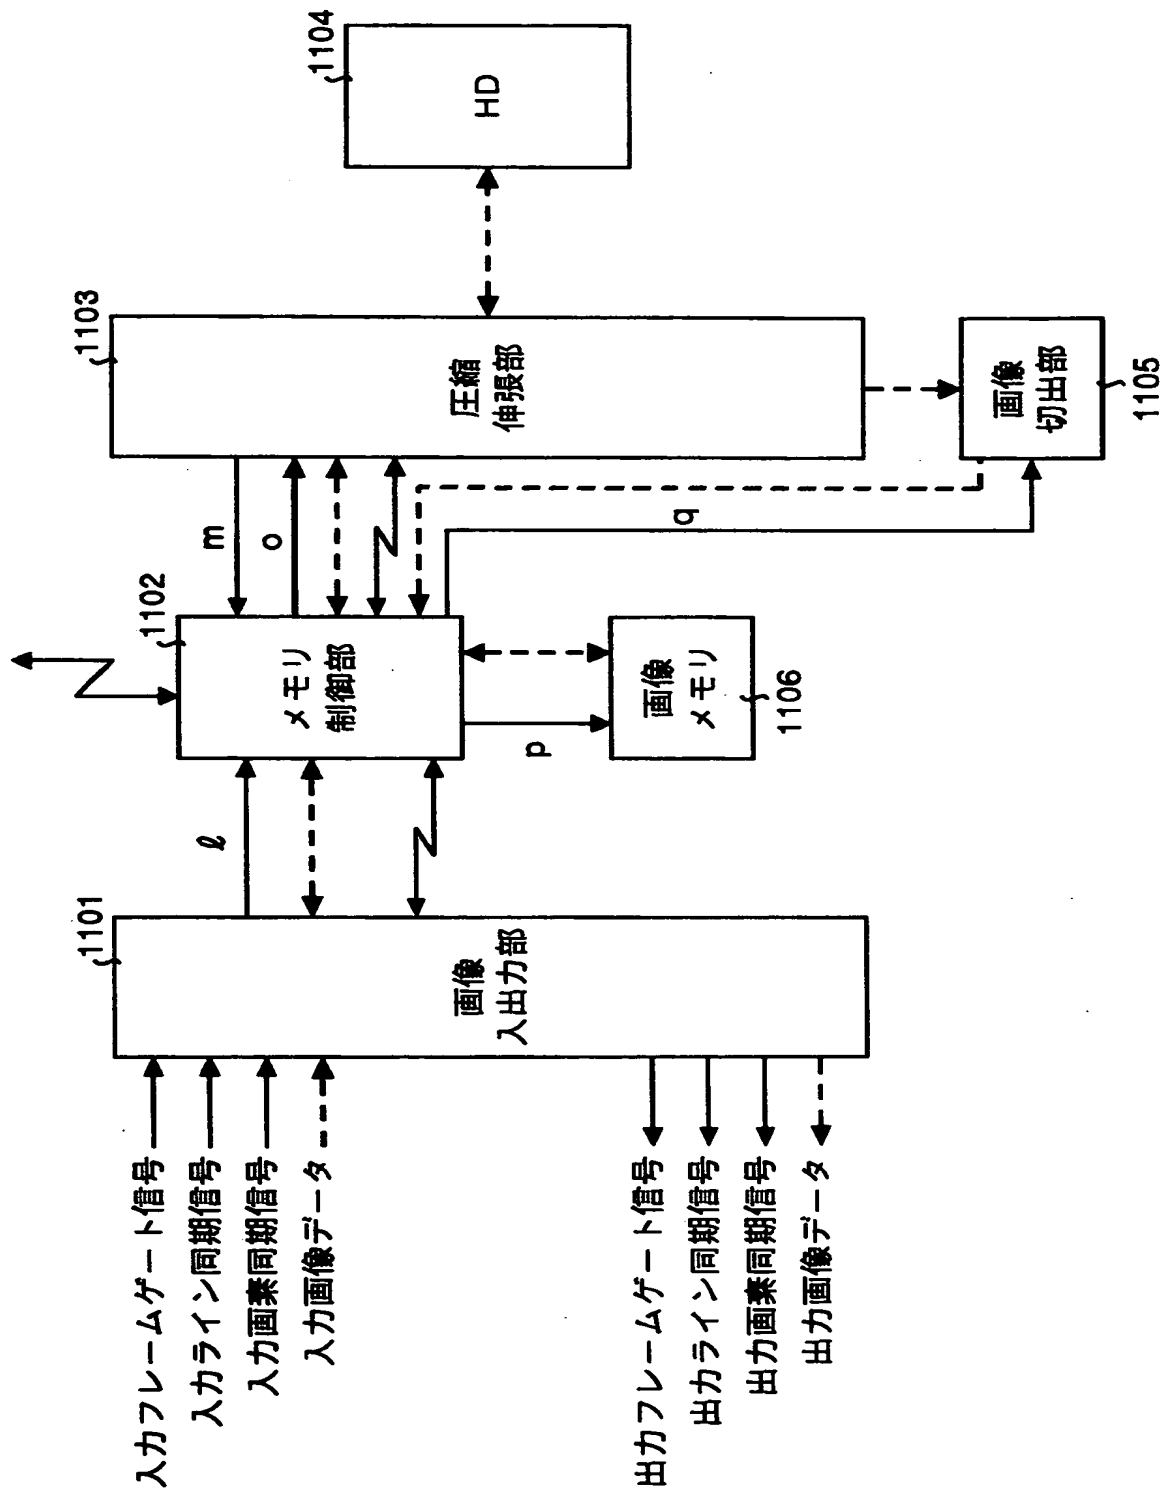 入力フレームゲート信号
入力ライン同期信号
入力画素同期信号
入力画像データ
出力フレームゲート信号
出力ライン同期信号
出力画素同期信号
出力画像データ
1101
画像
入出力部
ℓ
1102
メモリ
制御部
p
画像
メモリ
1106
m
o
q
1103
圧縮
伸張部
画像
切出部
1105
1104
HD